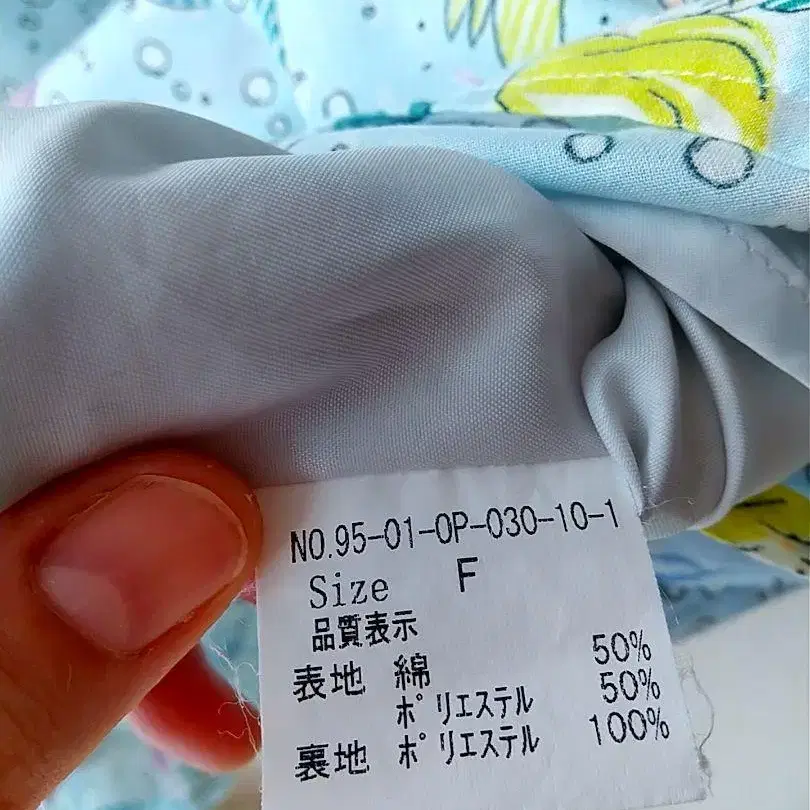 NO.95-01-OP-030-10-1
Size F
品質表示
表地 綿 50%
ポリエステル 50%
裏地 ポリエステル 100%